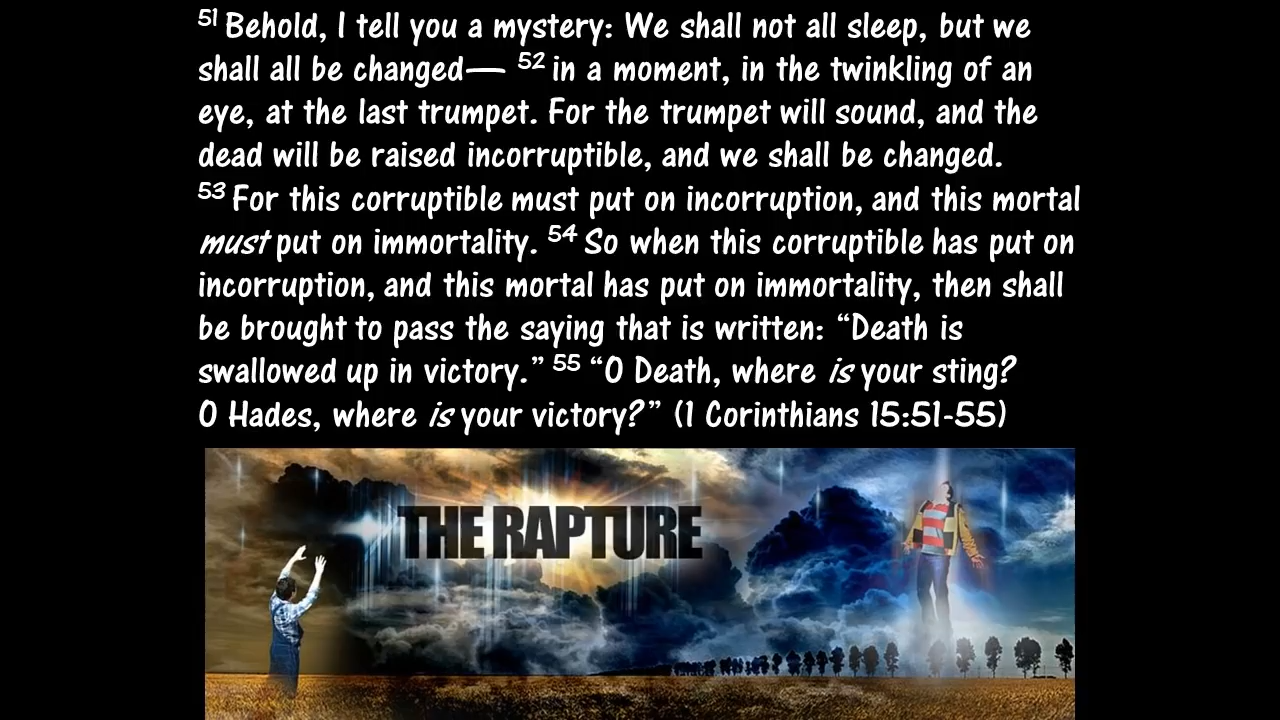 51 Behold, I tell you a mystery: We shall not all sleep, but we
shall all be changed— 52 in a moment, in the twinkling of an
eye, at the last trumpet. For the trumpet will sound, and the
dead will be raised incorruptible, and we shall be changed.
53 For this corruptible must put on incorruption, and this mortal
must put on immortality. 54 So when this corruptible has put on
incorruption, and this mortal has put on immortality, then shall
be brought to pass the saying that is written: “Death is
swallowed up in victory.” 55 “O Death, where is your sting?
O Hades, where is your victory?” (1 Corinthians 15:51-55)
THE RAPTURE